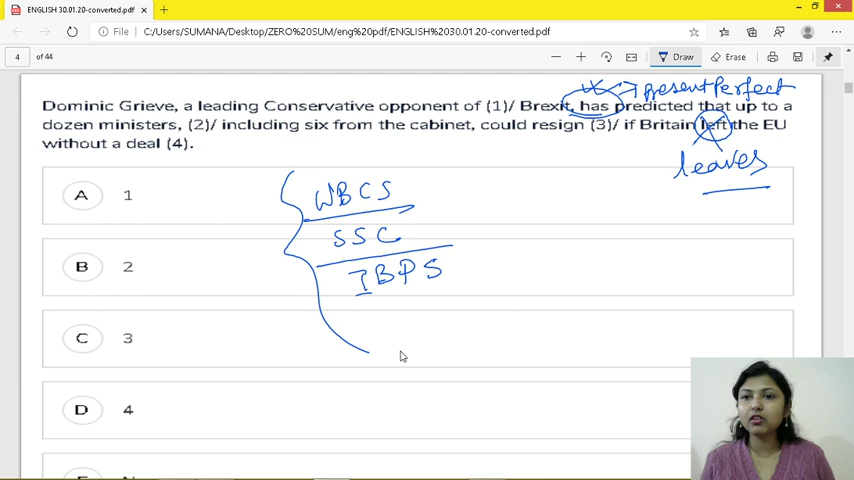 ENGLISH 30.01.20-converted.pdf
File C:/Users/SUMANA/Desktop/ZERO%20SUM/eng%20pdf/ENGLISH%2030.01.20-converted.pdf
4 of 44 Draw Erase
Present Perfect
Dominic Grieve, a leading Conservative opponent of (1)/ Brexit, has predicted that up to a
dozen ministers, (2)/ including six from the cabinet, could resign (3)/ if Britain left the EU
without a deal (4).
leaves
A 1
WBCS
SSC
B 2
IBPS
C 3
D 4